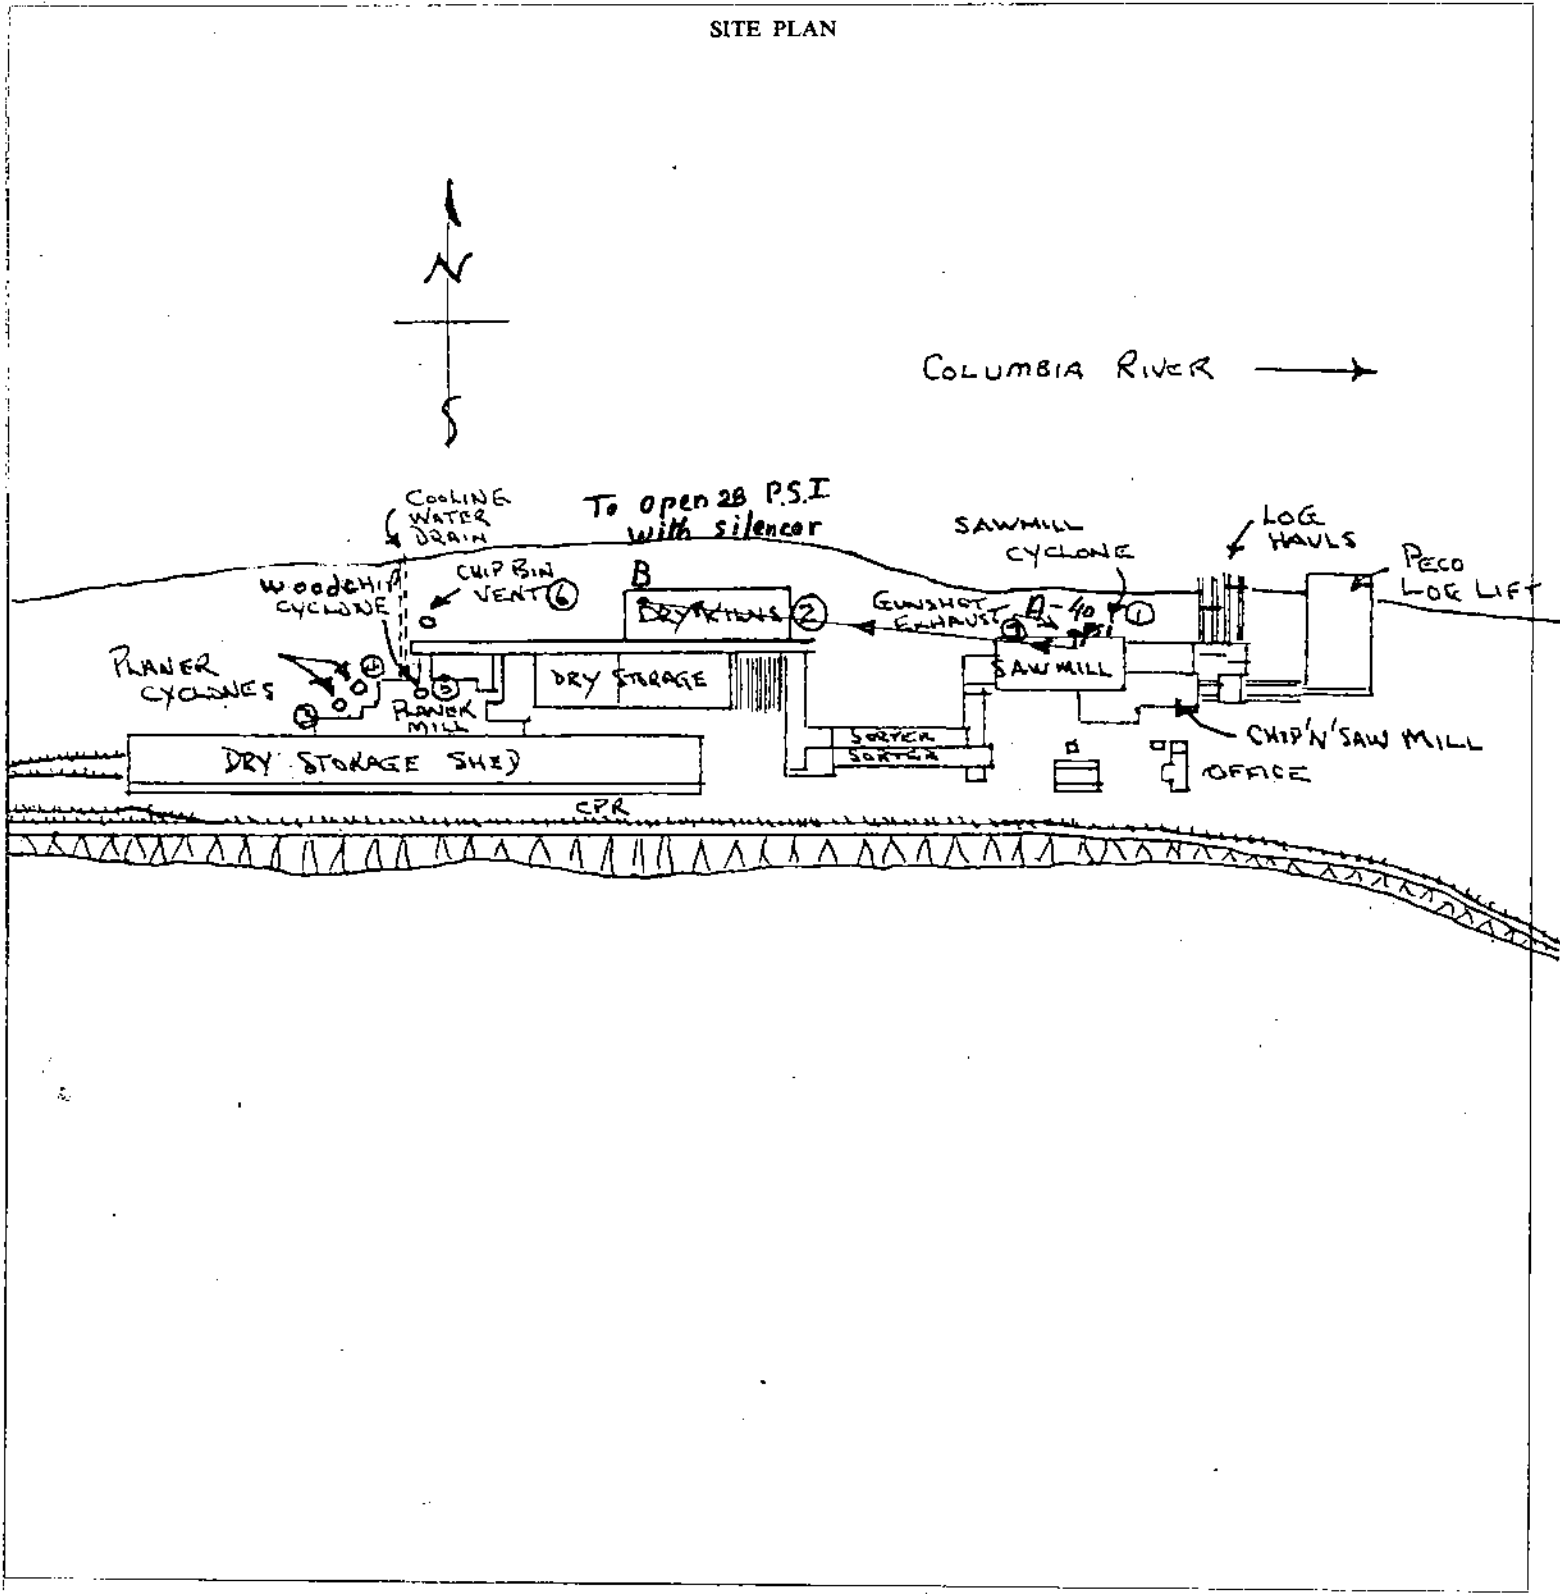 SITE PLAN
N
S
COLUMBIA RIVER
COOLING
WATER
DRAIN
To open 28 P.S.I
with silencer
SAWMILL
CYCLONE
LOG
HAULS
PECO
LOG LIFT
WOODCHIP
CYCLONE
CHIP BIN
VENT 6
B
DRY KILNS 2
GUNSHOT
EXHAUST
A-40
1
PLANER
CYCLONES
4
3
5
PLANER
MILL
DRY STORAGE
SAWMILL
SORTER
SORTER
CHIP'N'SAW MILL
OFFICE
DRY STORAGE SHED
CPR